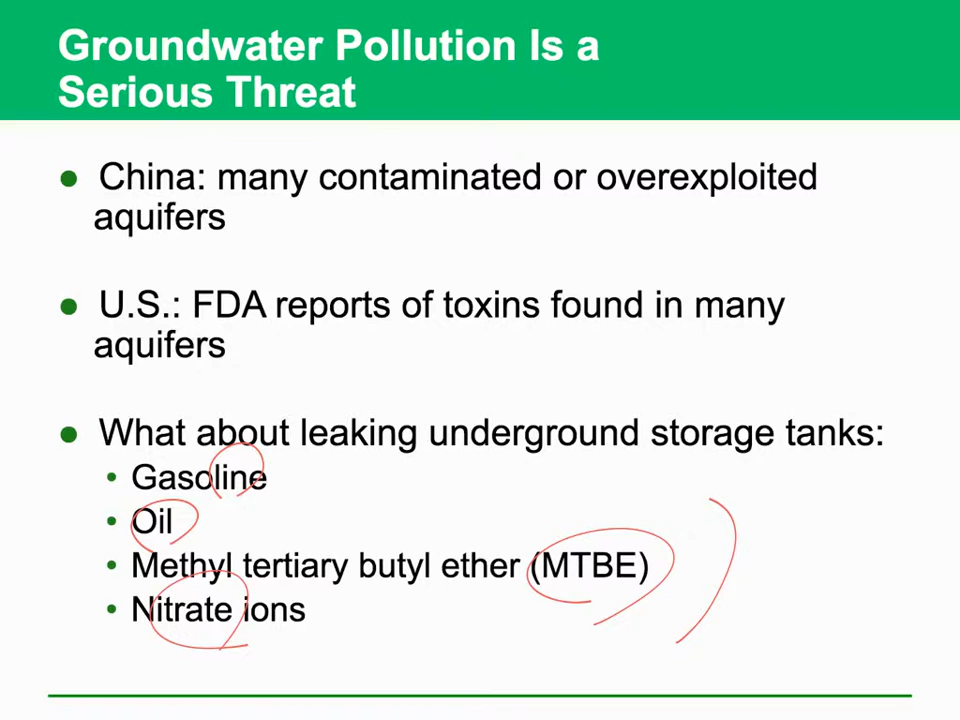 Groundwater Pollution Is a
Serious Threat
● China: many contaminated or overexploited
aquifers
● U.S.: FDA reports of toxins found in many
aquifers
● What about leaking underground storage tanks:
• Gasoline
• Oil
• Methyl tertiary butyl ether (MTBE)
• Nitrate ions